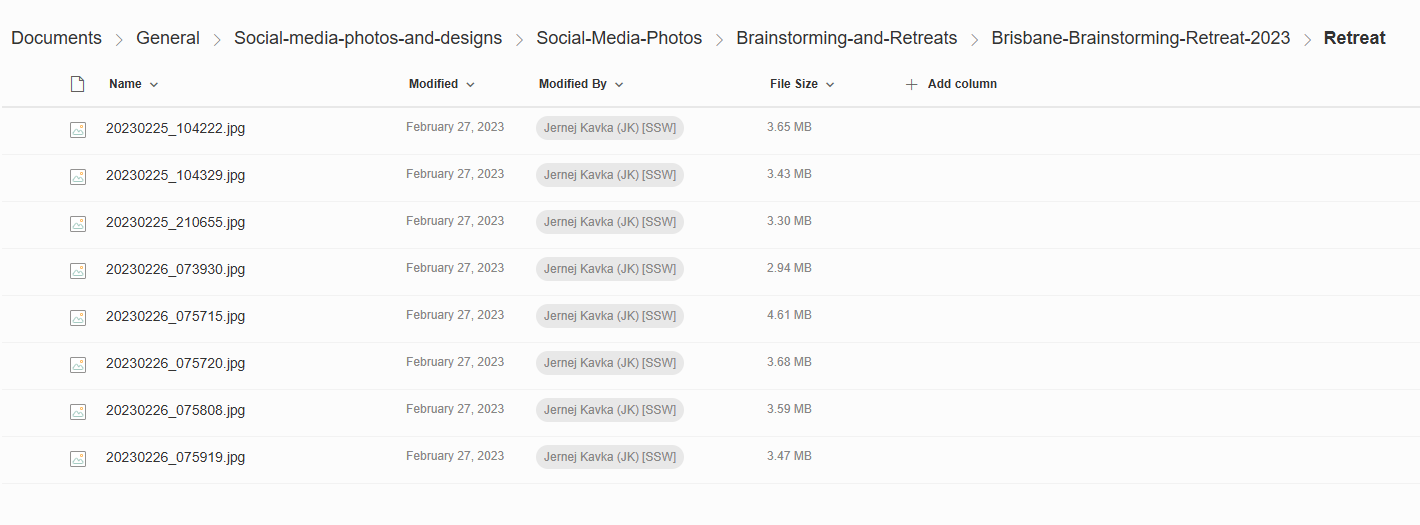 Documents > General > Social-media-photos-and-designs > Social-Media-Photos > Brainstorming-and-Retreats > Brisbane-Brainstorming-Retreat-2023 > Retreat
Name Modified Modified By File Size + Add column
20230225_104222.jpg February 27, 2023 Jernej Kavka (JK) [SSW] 3.65 MB
20230225_104329.jpg February 27, 2023 Jernej Kavka (JK) [SSW] 3.43 MB
20230225_210655.jpg February 27, 2023 Jernej Kavka (JK) [SSW] 3.30 MB
20230226_073930.jpg February 27, 2023 Jernej Kavka (JK) [SSW] 2.94 MB
20230226_075715.jpg February 27, 2023 Jernej Kavka (JK) [SSW] 4.61 MB
20230226_075720.jpg February 27, 2023 Jernej Kavka (JK) [SSW] 3.68 MB
20230226_075808.jpg February 27, 2023 Jernej Kavka (JK) [SSW] 3.59 MB
20230226_075919.jpg February 27, 2023 Jernej Kavka (JK) [SSW] 3.47 MB